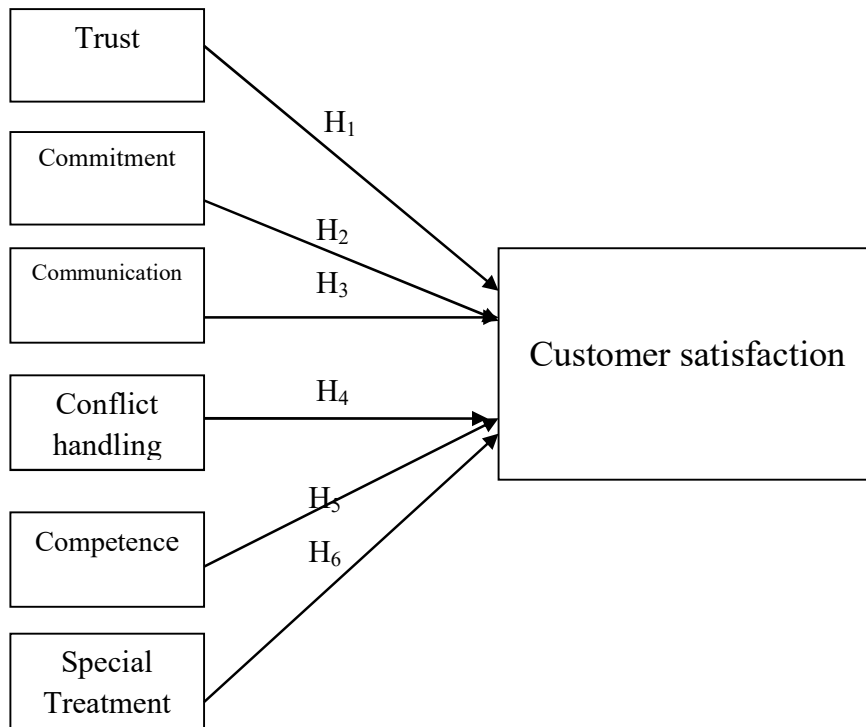 Trust
H₁
Commitment
H₂
Communication
H₃
Customer satisfaction
Conflict
handling
H₄
H₅
Competence
H₆
Special
Treatment